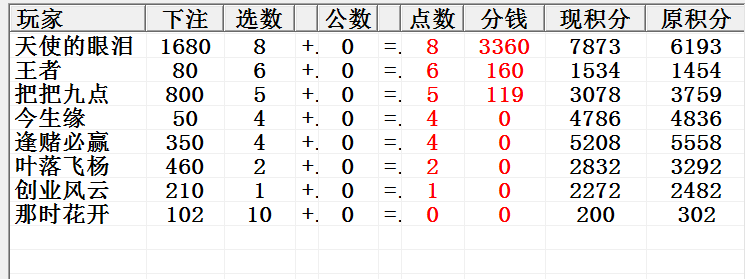 玩家 下注 选数 公数 点数 分钱 现积分 原积分
天使的眼泪 1680 8 +. 0 =. 8 3360 7873 6193
王者 80 6 +. 0 =. 6 160 1534 1454
把把九点 800 5 +. 0 =. 5 119 3078 3759
今生缘 50 4 +. 0 =. 4 0 4786 4836
逢赌必赢 350 4 +. 0 =. 4 0 5208 5558
叶落飞杨 460 2 +. 0 =. 2 0 2832 3292
创业风云 210 1 +. 0 =. 1 0 2272 2482
那时花开 102 10 +. 0 =. 0 0 200 302